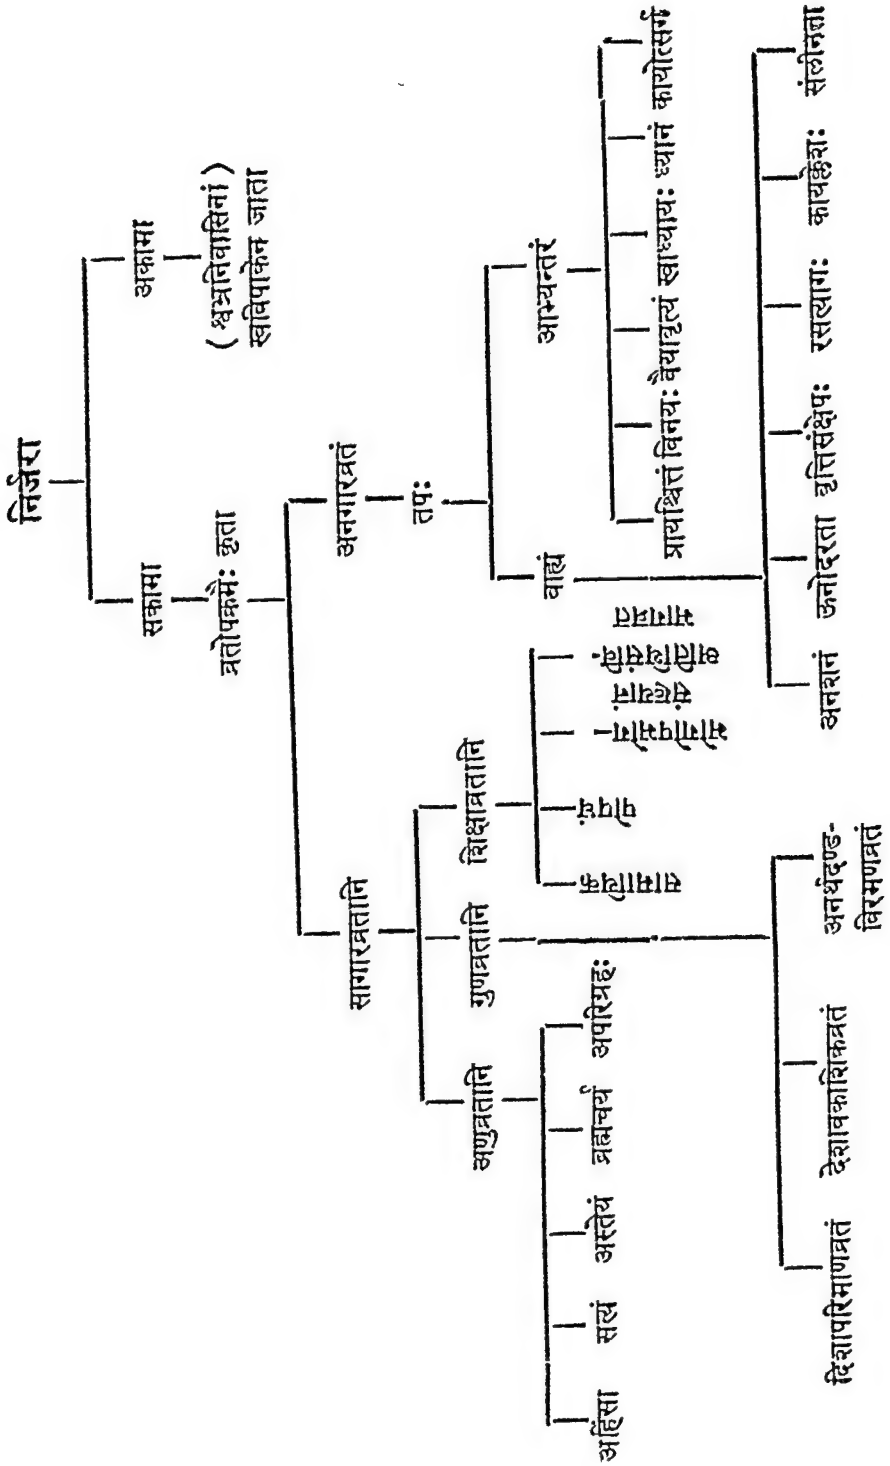 निर्जरा
सकामा
अकामा
व्रतोपक्रमैः कृता
( श्वभ्रनिवासिनां )
स्वविपाकेन जाता
सागारव्रतानि
अनगारव्रतं
तपः
अणुव्रतानि
गुणव्रतानि
शिक्षाव्रतानि
बाह्यं
आभ्यन्तरं
अहिंसा
सत्यं
अस्तेयं
ब्रह्मचर्यं
अपरिग्रहः
सामायिक
पोषधं
भोगोपभोग-
संख्यानं
अतिथिसंवि-
भागव्रत
प्रायश्चित्तं
विनयः
वैयावृत्यं
स्वाध्यायः
ध्यानं
कायोत्सर्गः
दिशापरिमाणव्रतं
देशावकाशिकव्रतं
अनर्थदण्ड-
विरमणव्रतं
अनशनं
ऊनोदरता
वृत्तिसंक्षेपः
रसत्यागः
कायक्लेशः
संलीनता